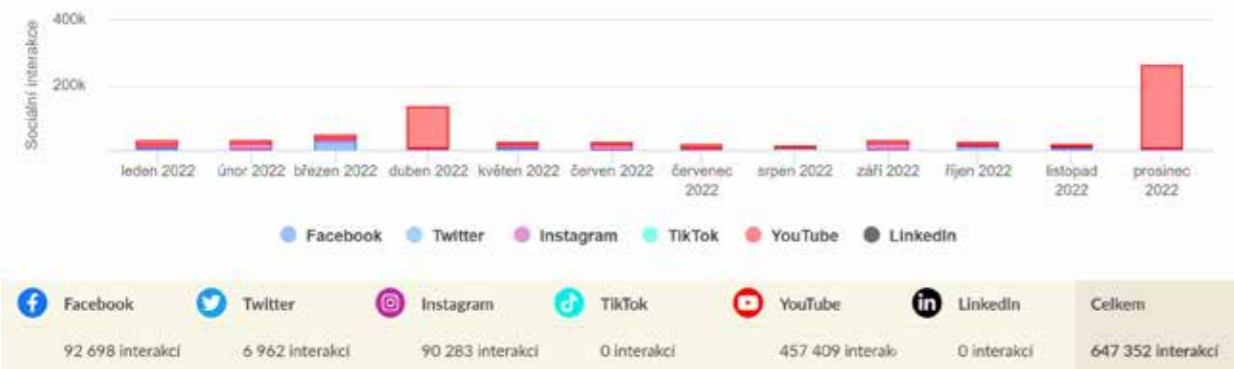 Sociální interakce
400k
200k
leden 2022 únor 2022 březen 2022 duben 2022 květen 2022 červen 2022 červenec 2022 srpen 2022 září 2022 říjen 2022 listopad 2022 prosinec 2022
Facebook Twitter Instagram TikTok YouTube LinkedIn
Facebook Twitter Instagram TikTok YouTube LinkedIn Celkem
92 698 interakcí 6 962 interakcí 90 283 interakcí 0 interakcí 457 409 interak 0 interakcí 647 352 interakcí